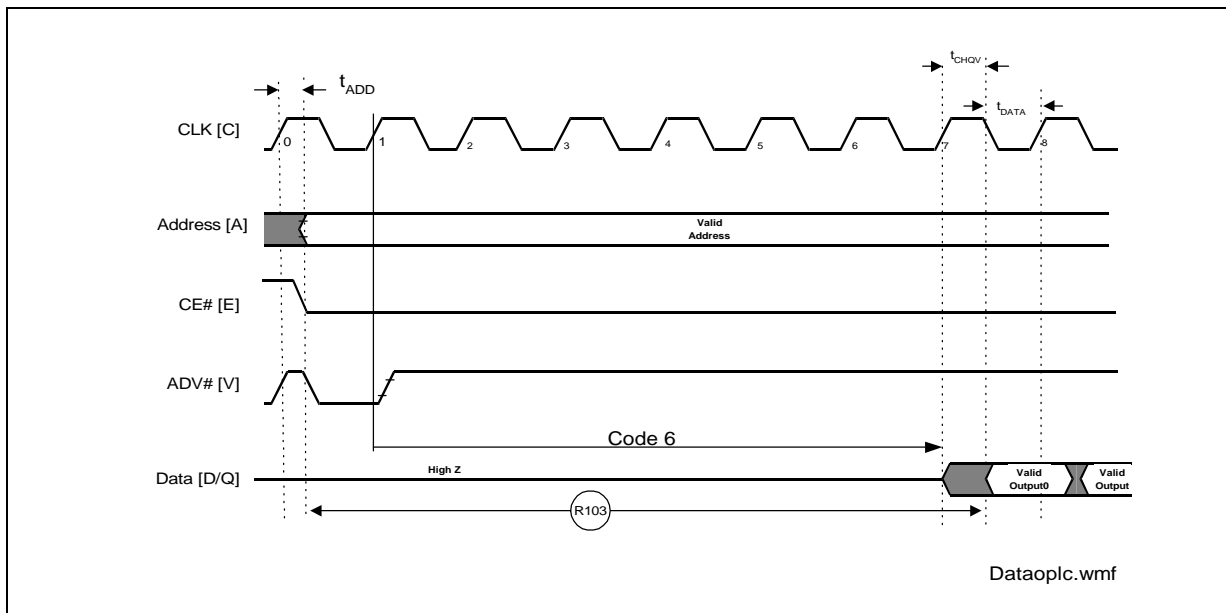 tCHQV
tADD
tDATA
CLK [C]
0 1 2 3 4 5 6 7 8
Address [A]
Valid
Address
CE# [E]
ADV# [V]
Code 6
Data [D/Q]
High Z
Valid
Output0
Valid
Output
R103
Dataoplc.wmf